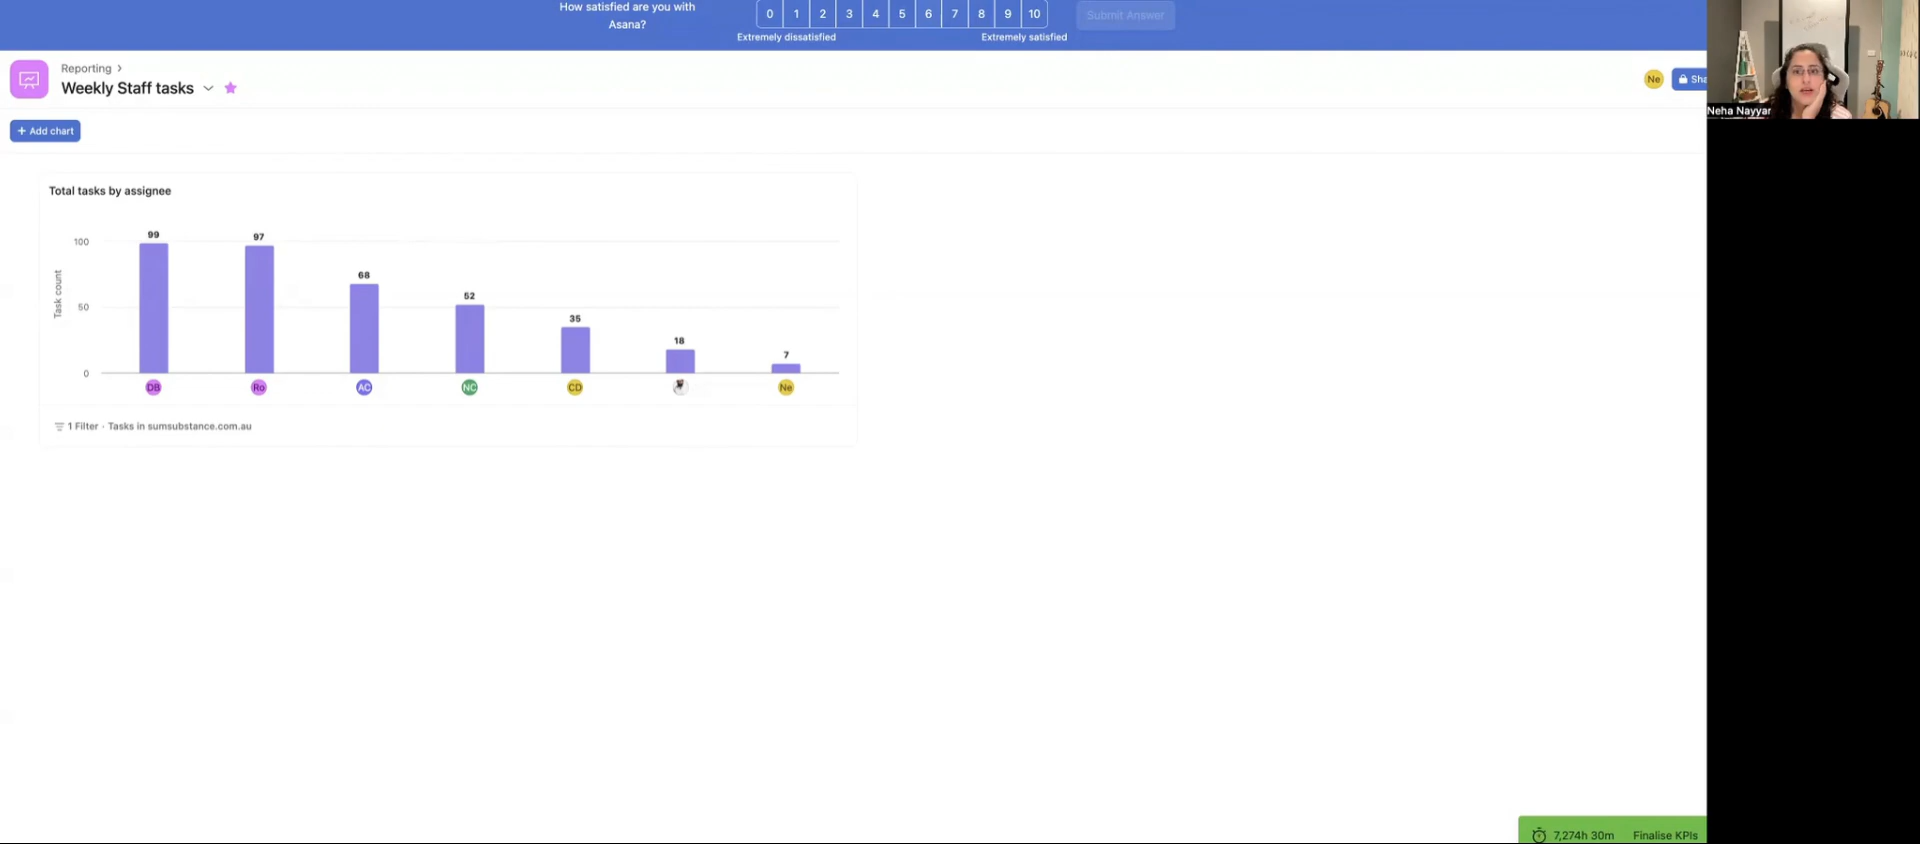 How satisfied are you with
Asana?
0 1 2 3 4 5 6 7 8 9 10
Submit Answer
Extremely dissatisfied
Extremely satisfied
Reporting
Weekly Staff tasks
Ne
Sha
Neha Nayyar
+ Add chart
Total tasks by assignee
Task count
100
50
0
99
97
68
52
35
18
7
DB
Ro
AC
NC
CD
Ne
1 Filter · Tasks in sumsubstance.com.au
7,274h 30m Finalise KPIs